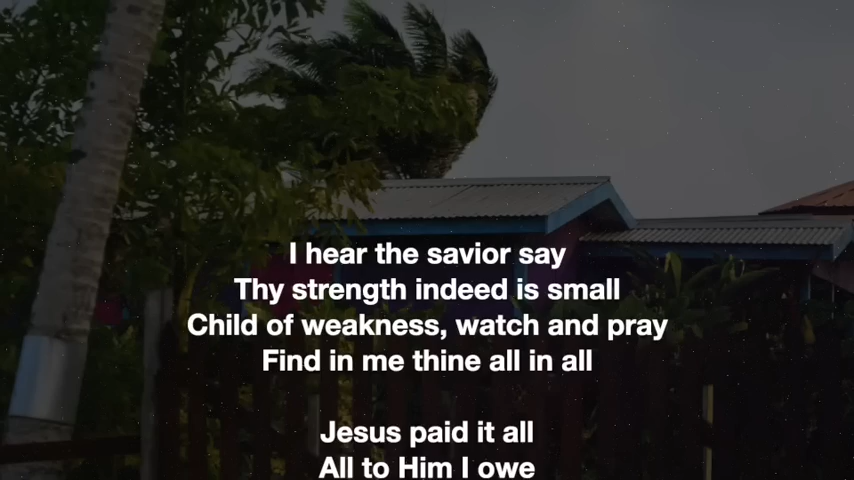 I hear the savior say
Thy strength indeed is small
Child of weakness, watch and pray
Find in me thine all in all
Jesus paid it all
All to Him I owe